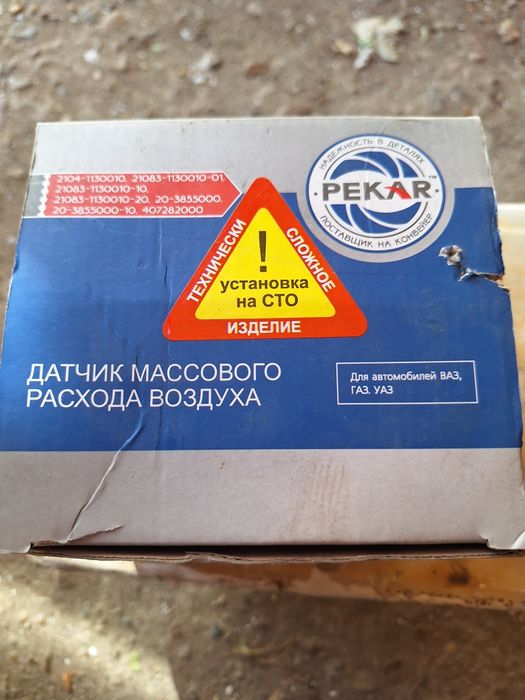 2104-1130010, 21083-1130010-01,
21083-1130010-10,
21083-1130010-20, 20-3855000,
20-3855000-10, 407282000
НАДЕЖНОСТЬ В ДЕТАЛЯХ
PEKAR™
ПОСТАВЩИК НА КОНВЕЙЕР
ТЕХНИЧЕСКИ
СЛОЖНОЕ
!
установка
на СТО
ИЗДЕЛИЕ
ДАТЧИК МАССОВОГО
РАСХОДА ВОЗДУХА
Для автомобилей ВАЗ,
ГАЗ. УАЗ